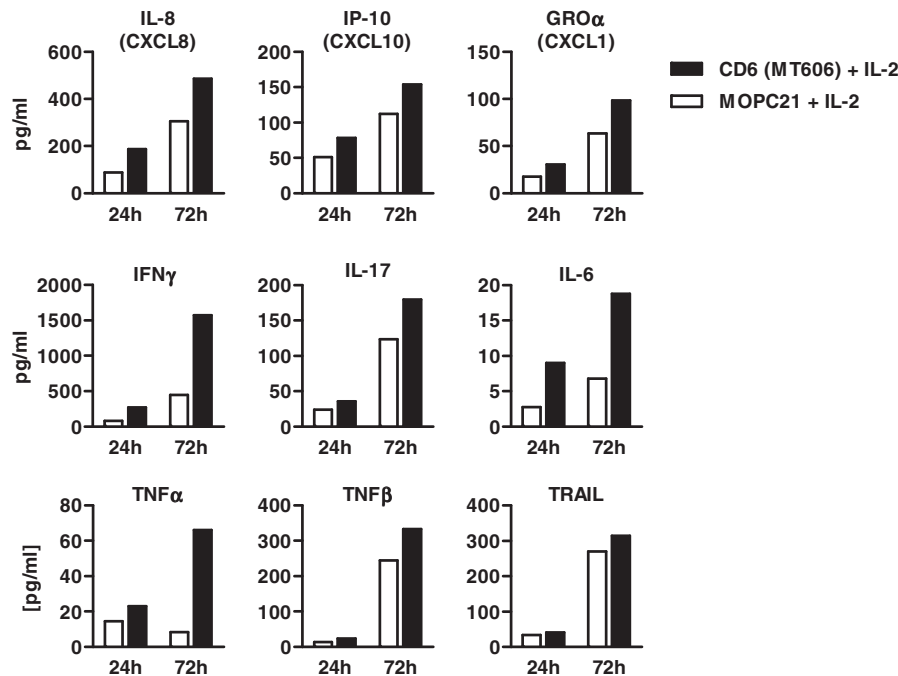 IL-8 IP-10 GROα
(CXCL8) (CXCL10) (CXCL1)
600 200 150
CD6 (MT606) + IL-2
MOPC21 + IL-2
150
400 100
pg/ml
100
200 50
50
0 0 0
24h 72h 24h 72h 24h 72h
IFNγ IL-17 IL-6
2000 200 20
1500 150 15
pg/ml
1000 100 10
500 50 5
0 0 0
24h 72h 24h 72h 24h 72h
TNFα TNFβ TRAIL
80 400 400
60 300 300
[pg/ml]
40 200 200
20 100 100
0 0 0
24h 72h 24h 72h 24h 72h